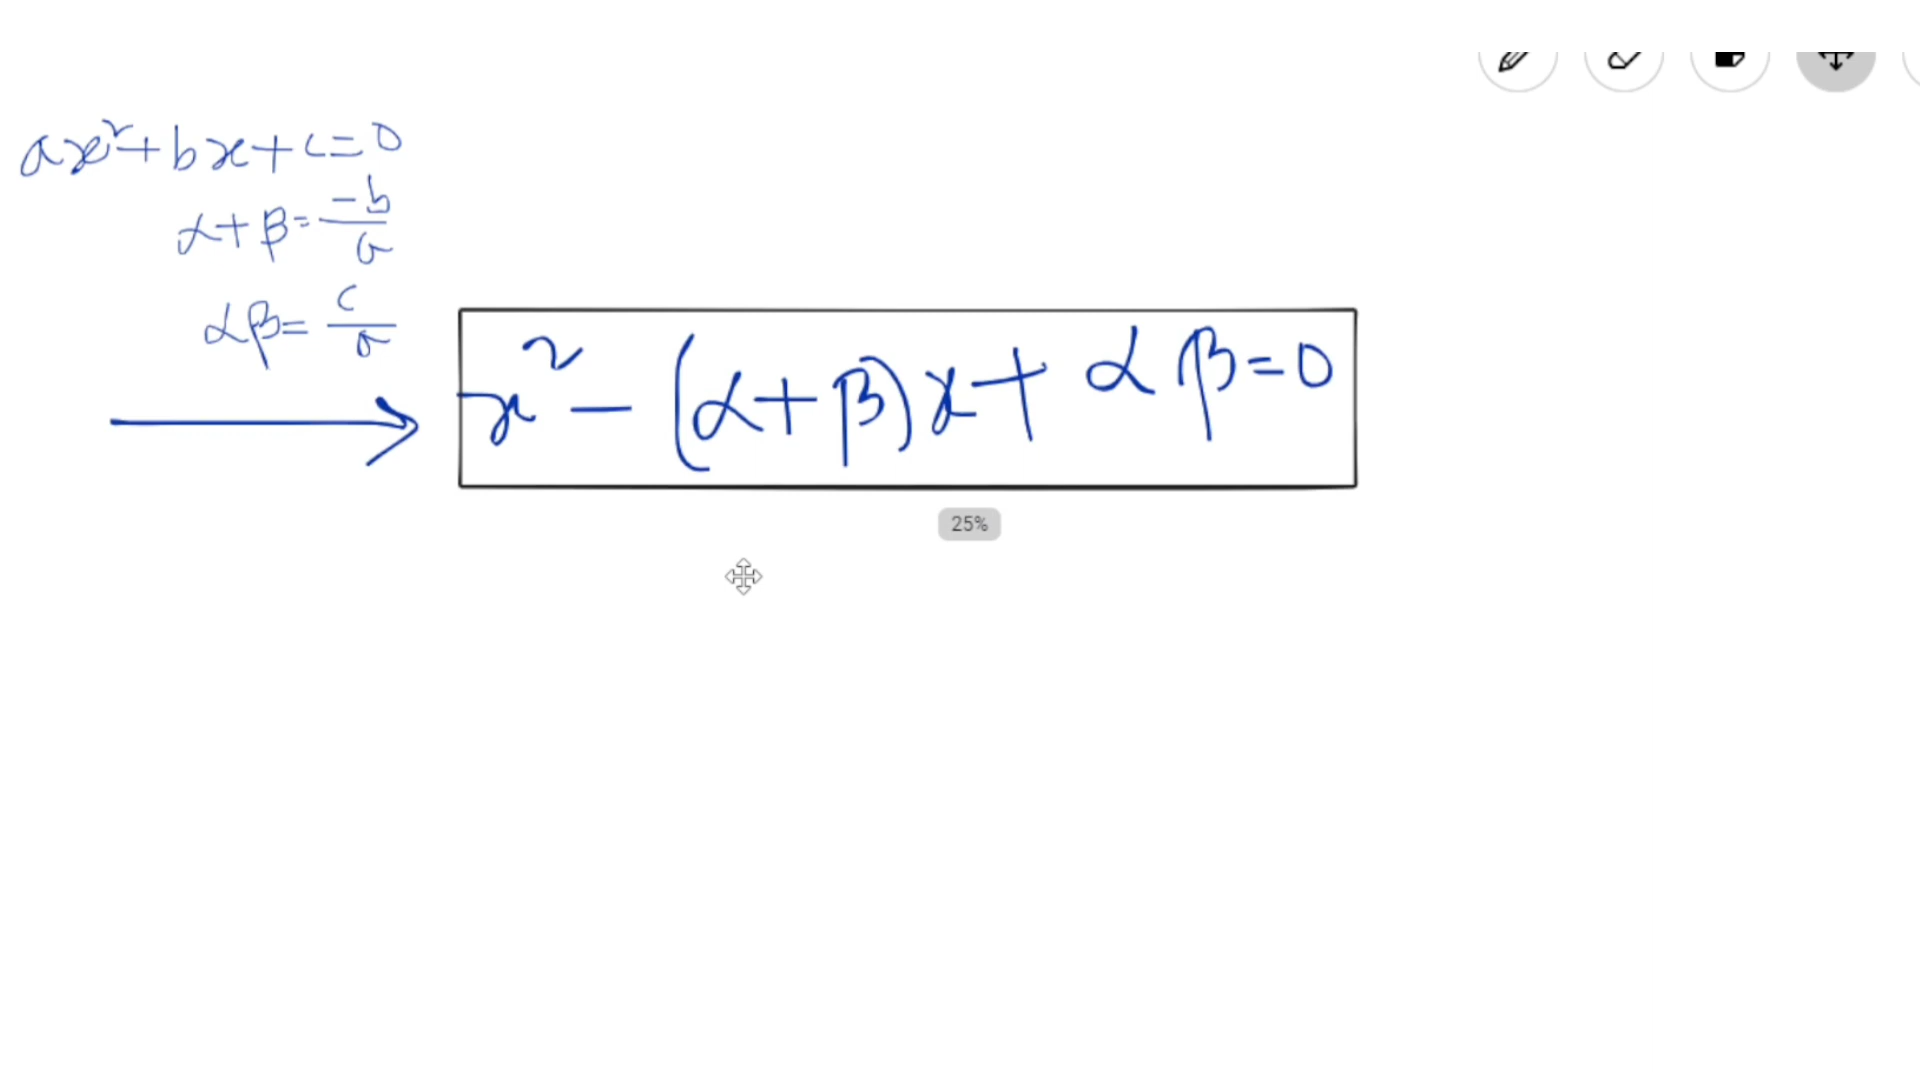 ax²+bx+c=0
α+β=-b/a
αβ=c/a
x²-(α+β)x+αβ=0
25%